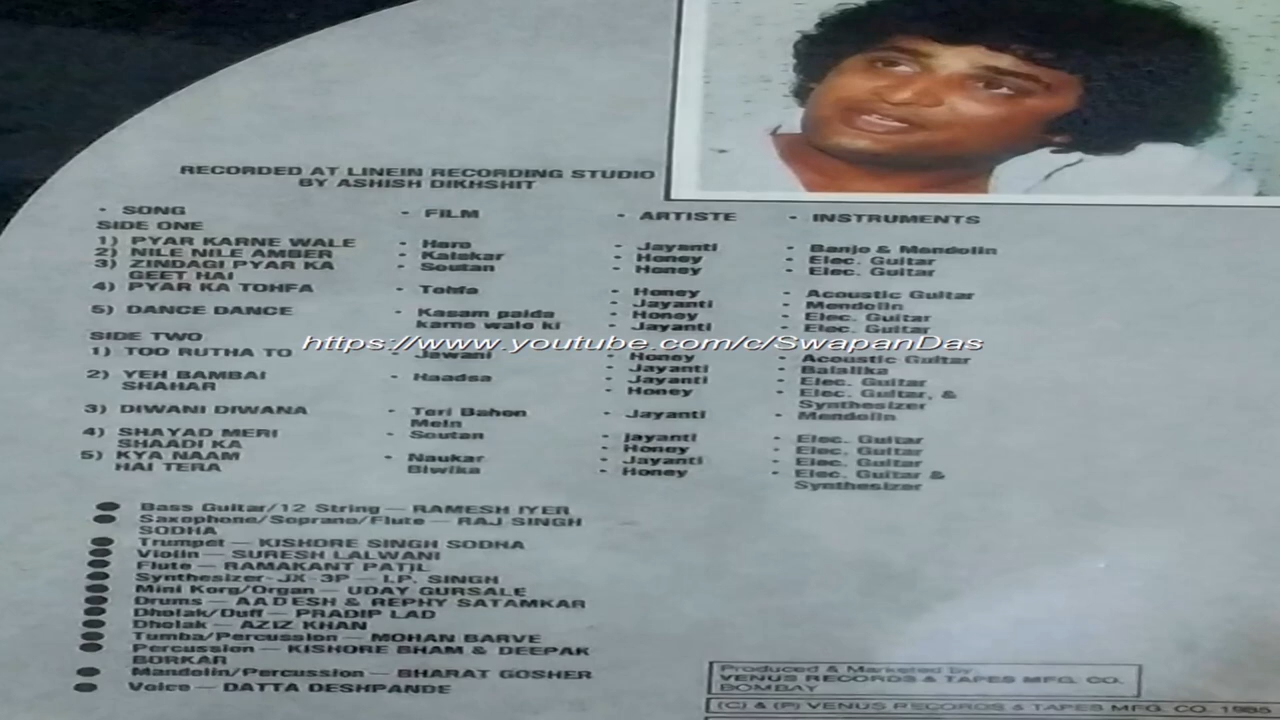 RECORDED AT LINEIN RECORDING STUDIO
BY ASHISH DIKHSHIT
- SONG - FILM - ARTISTE - INSTRUMENTS
SIDE ONE
1) PYAR KARNE WALE - Hero - Jayanti - Banjo & Mandolin
2) NILE NILE AMBER - Kalakar - Honey - Elec. Guitar
3) ZINDAGI PYAR KA - Soutan - Honey - Elec. Guitar
GEET HAI
4) PYAR KA TOHFA - Tohfa - Honey - Acoustic Guitar
- Jayanti - Mandolin
5) DANCE DANCE - Kasam paida - Honey - Elec. Guitar
karne wale ki - Jayanti - Elec. Guitar
SIDE TWO
https://www.youtube.com/c/SwapanDas
1) TOO RUTHA TO - Jawani - Honey - Acoustic Guitar
- Jayanti - Balalika
2) YEH BAMBAI - Haadsa - Jayanti - Elec. Guitar
SHAHAR - Honey - Elec. Guitar, &
Synthesizer
3) DIWANI DIWANA - Teri Bahon - Jayanti - Mandolin
Mein
4) SHAYAD MERI - Soutan - jayanti - Elec. Guitar
SHAADI KA - Honey - Elec. Guitar
5) KYA NAAM - Naukar - Jayanti - Elec. Guitar
HAI TERA Biwika - Honey - Elec. Guitar &
Synthesizer
● Bass Guitar/12 String — RAMESH IYER
● Saxophone/Soprano/Flute — RAJ SINGH
SODHA
● Trumpet — KISHORE SINGH SODHA
● Violin — SURESH LALWANI
● Flute — RAMAKANT PATIL
● Synthesizer-JX-3P — I.P. SINGH
● Mini Korg/Organ — UDAY GURSALE
● Drums — AADESH & REPHY SATAMKAR
● Dholak/Duff — PRADIP LAD
● Dholak — AZIZ KHAN
● Tumba/Percussion — MOHAN BARVE
● Percussion — KISHORE BHAM & DEEPAK
BORKAR
● Mandolin/Percussion — BHARAT GOSHER
● Voice — DATTA DESHPANDE
Produced & Marketed by
VENUS RECORDS & TAPES MFG. CO.
BOMBAY
(C) & (P) VENUS RECORDS & TAPES MFG. CO. 1985